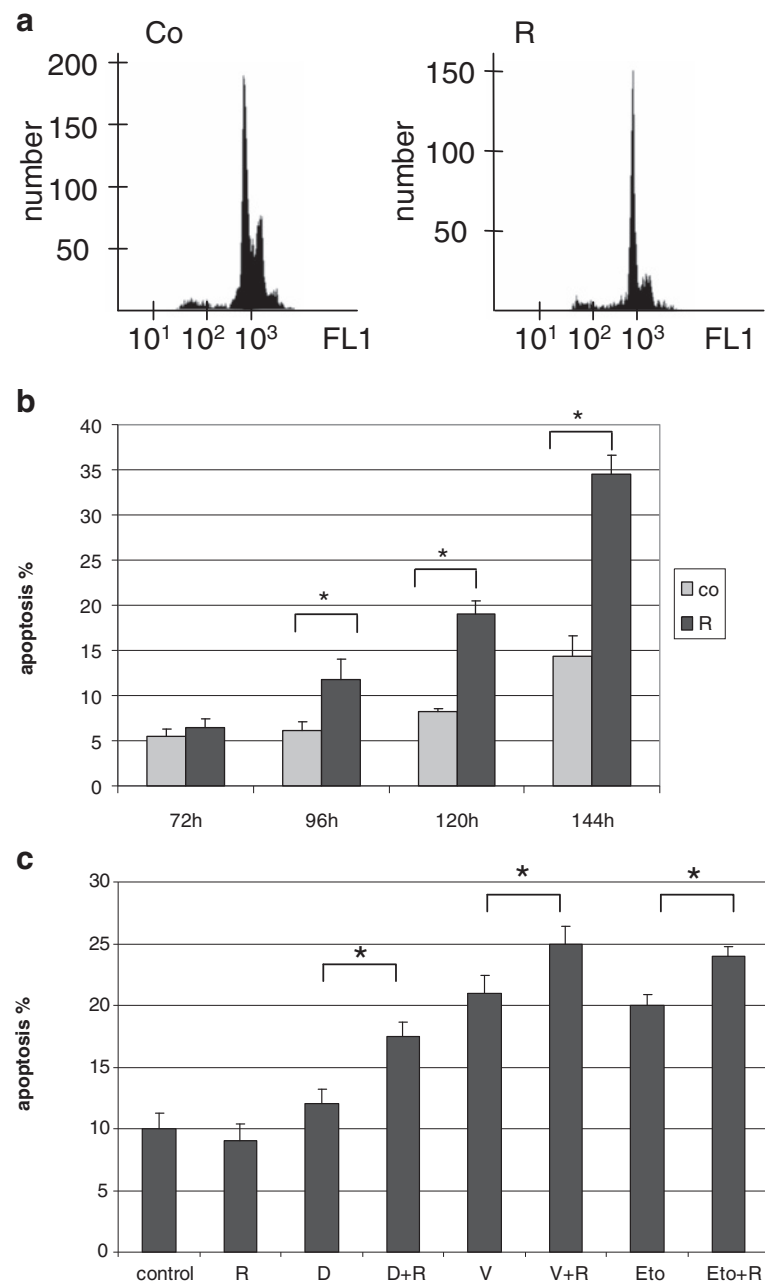 a
Co
R
200
150
100
50
number
10¹ 10² 10³ FL1
150
100
50
number
10¹ 10² 10³ FL1
b
40
35
30
25
20
15
10
5
0
apoptosis %
*
*
*
co
R
72h 96h 120h 144h
c
30
25
20
15
10
5
0
apoptosis %
*
*
*
control R D D+R V V+R Eto Eto+R